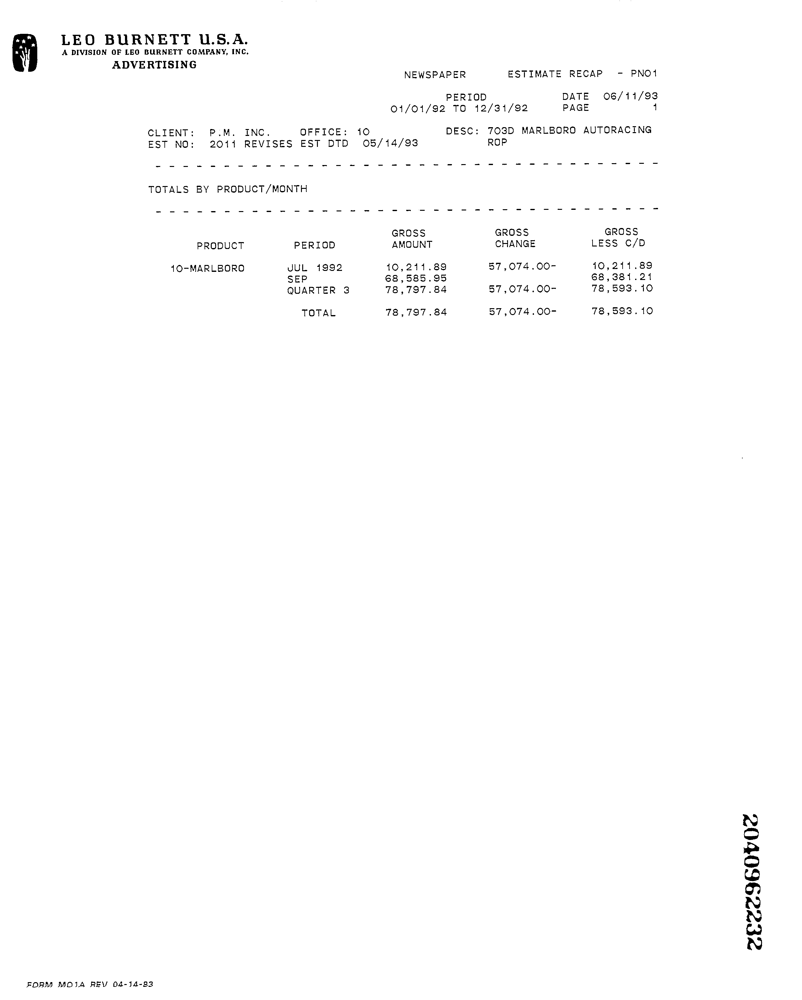 LEO BURNETT U.S.A.
A DIVISION OF LEO BURNETT COMPANY, INC.
ADVERTISING
NEWSPAPER ESTIMATE RECAP - PNO1
PERIOD DATE 06/11/93
01/01/92 TO 12/31/92 PAGE 1
CLIENT: P.M. INC. OFFICE: 10 DESC: 703D MARLBORO AUTORACING
EST NO: 2011 REVISES EST DTD 05/14/93 ROP
- - - - - - - - - - - - - - - - - - - - - - - - - - - - - - - - - - - - -
TOTALS BY PRODUCT/MONTH
- - - - - - - - - - - - - - - - - - - - - - - - - - - - - - - - - - - - -
GROSS GROSS GROSS
PRODUCT PERIOD AMOUNT CHANGE LESS C/D
10-MARLBORO JUL 1992 10,211.89 57,074.00- 10,211.89
SEP 68,585.95 68,381.21
QUARTER 3 78,797.84 57,074.00- 78,593.10
TOTAL 78,797.84 57,074.00- 78,593.10
2040962232
FORM MO1A REV 04-14-83